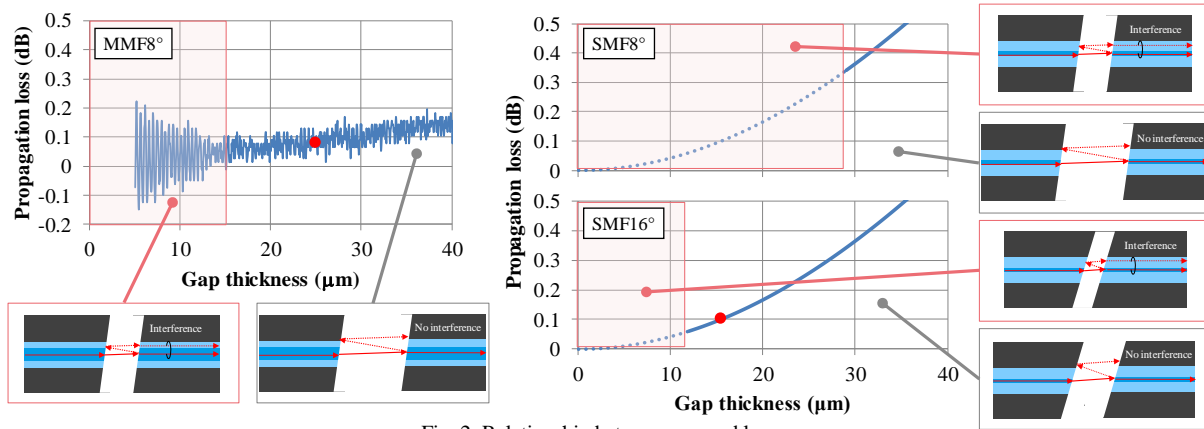 MMF8°
Propagation loss (dB)
0.5
0.4
0.3
0.2
0.1
0
-0.1
-0.2
0 10 20 30 40
Gap thickness (μm)
Interference
No interference
SMF8°
Propagation loss (dB)
0.5
0.4
0.3
0.2
0.1
0
SMF16°
0.5
0.4
0.3
0.2
0.1
0
0 10 20 30 40
Gap thickness (μm)
Interference
No interference
Interference
No interference